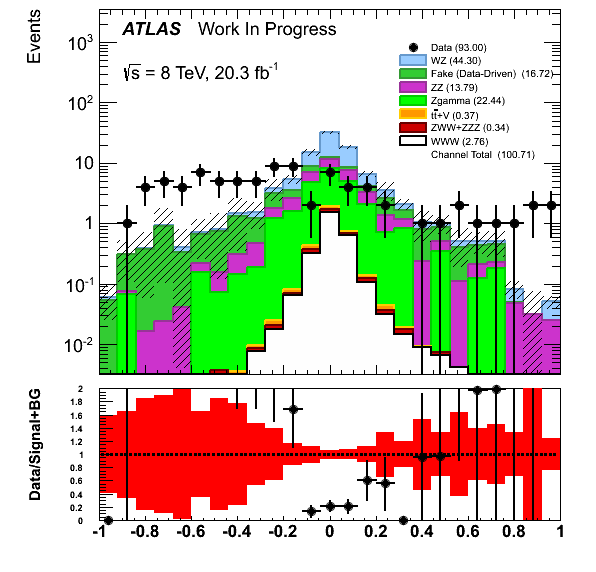 ATLAS Work In Progress
√s = 8 TeV, 20.3 fb-1
Events
10³
10²
10
1
10-1
10-2
Data (93.00)
WZ (44.30)
Fake (Data-Driven) (16.72)
ZZ (13.79)
Zgamma (22.44)
tt̄+V (0.37)
ZWW+ZZZ (0.34)
WWW (2.76)
Channel Total (100.71)
Data/Signal+BG
2
1.8
1.6
1.4
1.2
1
0.8
0.6
0.4
0.2
0
-1 -0.8 -0.6 -0.4 -0.2 0 0.2 0.4 0.6 0.8 1